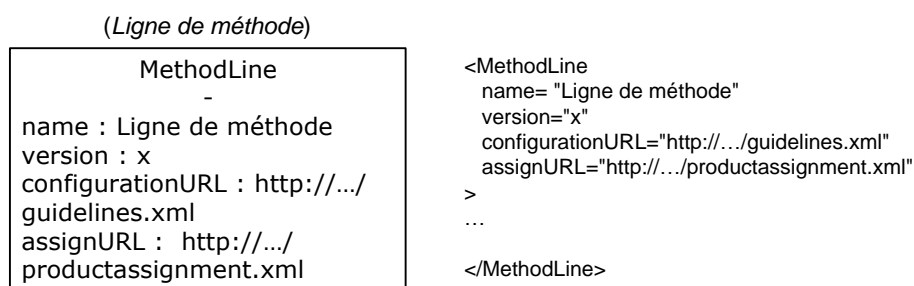 (Ligne de méthode)
MethodLine
-
name : Ligne de méthode
version : x
configurationURL : http://…/
guidelines.xml
assignURL :  http://…/
productassignment.xml
<MethodLine
name= "Ligne de méthode"
version="x"
configurationURL="http://…/guidelines.xml"
assignURL="http://…/productassignment.xml"
>
…
</MethodLine>